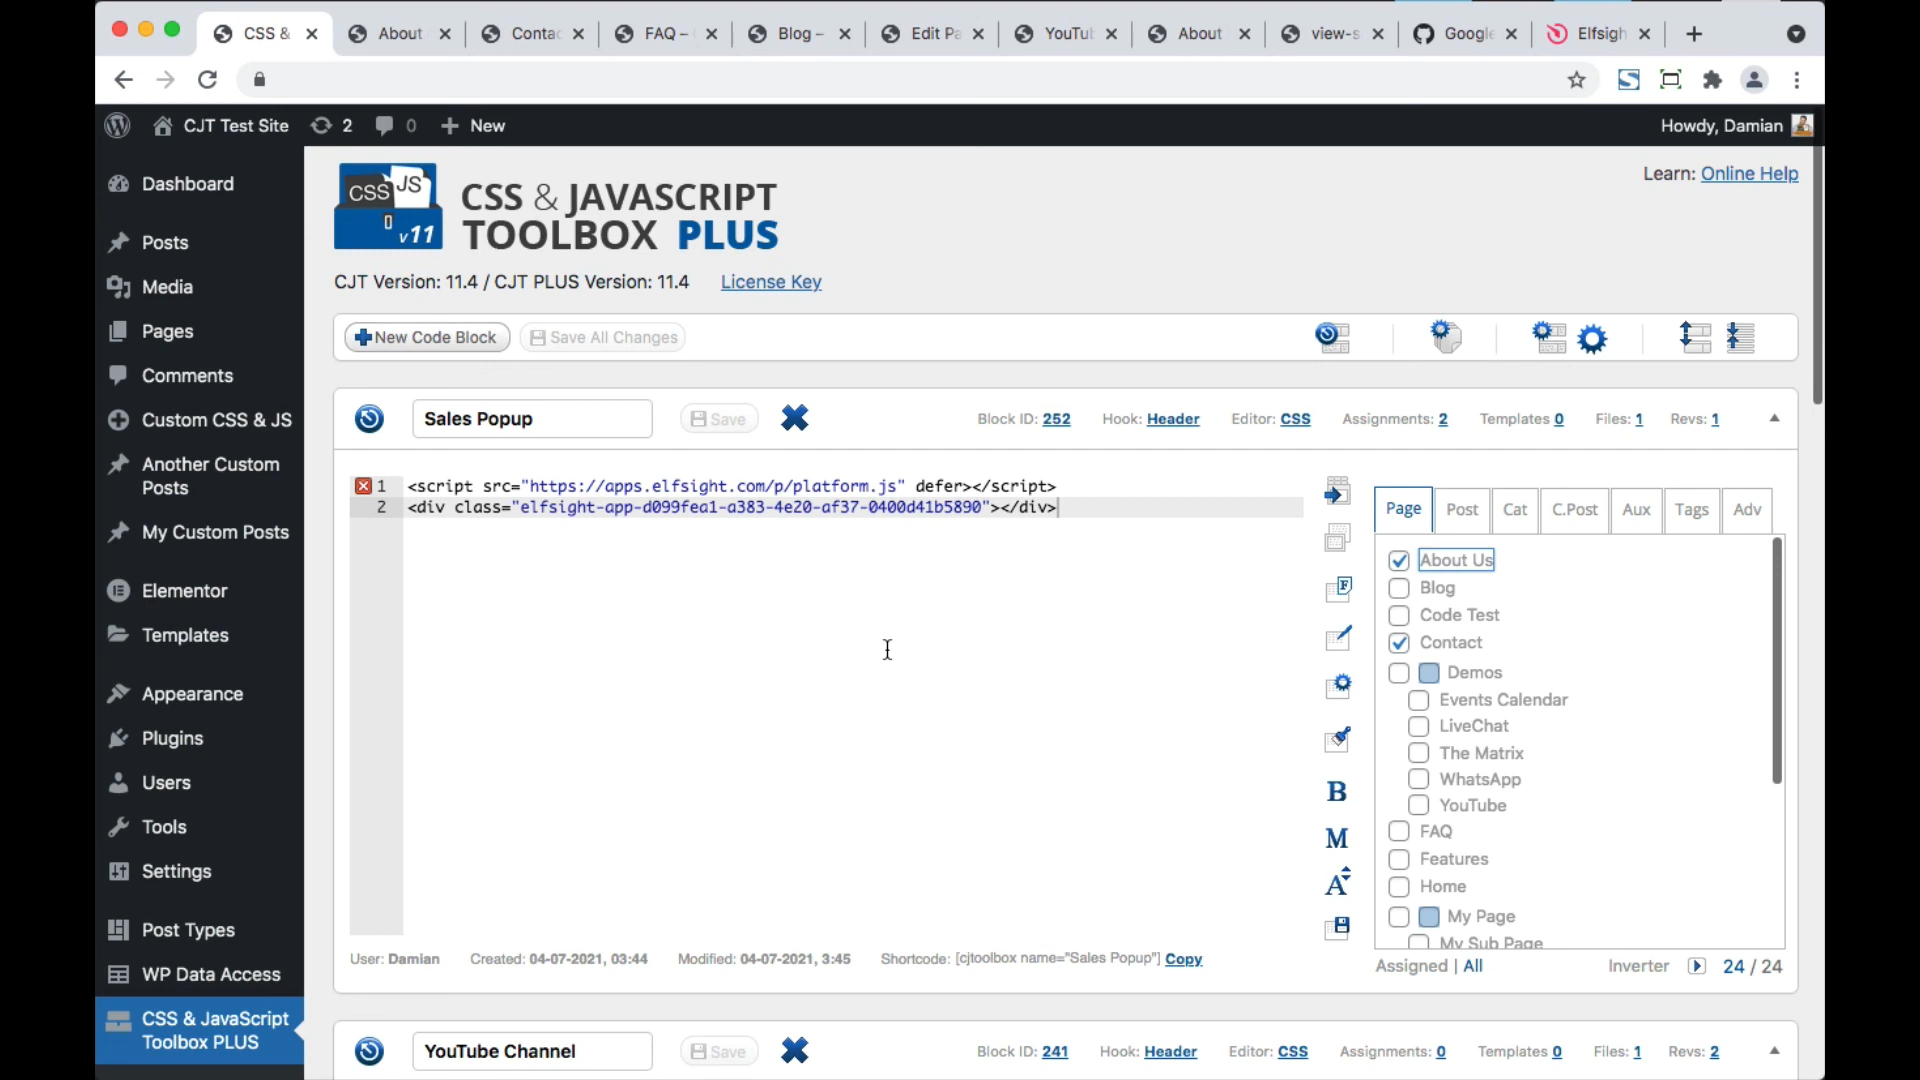 CSS &
About
Contac
FAQ –
Blog –
Edit Pa
YouTub
About
view-s
Google
Elfsigh
CJT Test Site
2
0
New
Howdy, Damian
Dashboard
Posts
Media
Pages
Comments
Custom CSS & JS
Another Custom
Posts
My Custom Posts
Elementor
Templates
Appearance
Plugins
Users
Tools
Settings
Post Types
WP Data Access
CSS & JavaScript
Toolbox PLUS
CSS JS
v11
CSS & JAVASCRIPT
TOOLBOX PLUS
Learn: Online Help
CJT Version: 11.4 / CJT PLUS Version: 11.4 License Key
New Code Block
Save All Changes
Sales Popup
Save
Block ID: 252
Hook: Header
Editor: CSS
Assignments: 2
Templates 0
Files: 1
Revs: 1
1 <script src="https://apps.elfsight.com/p/platform.js" defer></script>
2 <div class="elfsight-app-d099fea1-a383-4e20-af37-0400d41b5890"></div>
F
B
M
A
Page
Post
Cat
C.Post
Aux
Tags
Adv
About Us
Blog
Code Test
Contact
Demos
Events Calendar
LiveChat
The Matrix
WhatsApp
YouTube
FAQ
Features
Home
My Page
My Sub Page
User: Damian
Created: 04-07-2021, 03:44
Modified: 04-07-2021, 3:45
Shortcode: [cjtoolbox name="Sales Popup"] Copy
Assigned | All
Inverter
24 / 24
YouTube Channel
Save
Block ID: 241
Hook: Header
Editor: CSS
Assignments: 0
Templates 0
Files: 1
Revs: 2